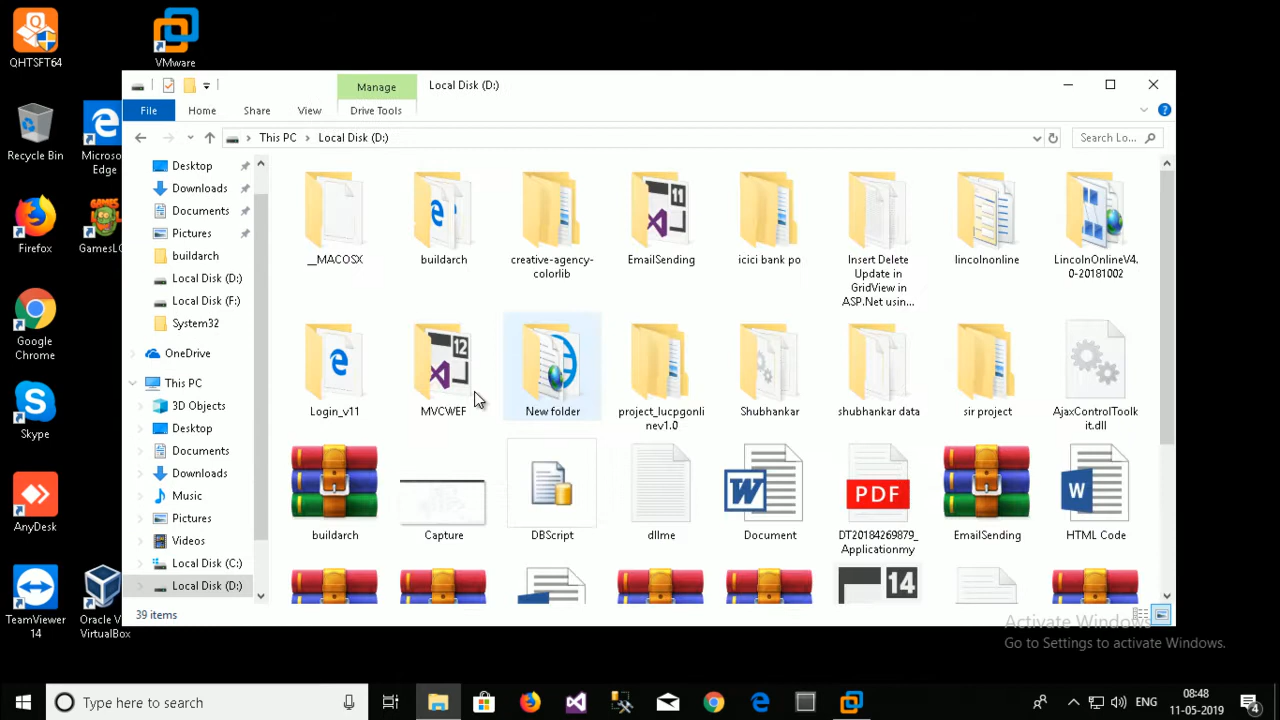 QHTSFT64
VMware
Recycle Bin
Microso
Edge
Firefox
Google
Chrome
Skype
AnyDesk
TeamViewer
14
Oracle V
VirtualBox
Manage
Local Disk (D:)
File
Home
Share
View
Drive Tools
This PC
Local Disk (D:)
Search Lo...
Desktop
Downloads
Documents
Pictures
buildarch
Local Disk (D:)
Local Disk (F:)
System32
OneDrive
This PC
3D Objects
Desktop
Documents
Downloads
Music
Pictures
Videos
Local Disk (C:)
Local Disk (D:)
__MACOSX
buildarch
creative-agency-
colorlib
11
EmailSending
icici bank po
Insert Delete
Update in
GridView in
ASP.Net usin...
lincolnonline
LincolnOnlineV4.
0-20181002
Login_v11
12
MVCWEF
New folder
project_lucpgonli
nev1.0
Shubhankar
shubhankar data
sir project
AjaxControlToolk
it.dll
buildarch
Capture
DBScript
dllme
W
Document
PDF
DT20184269879_
Applicationmy
EmailSending
W
HTML Code
14
39 items
Activate Windows
Go to Settings to activate Windows.
Type here to search
ENG
08:48
11-05-2019
4